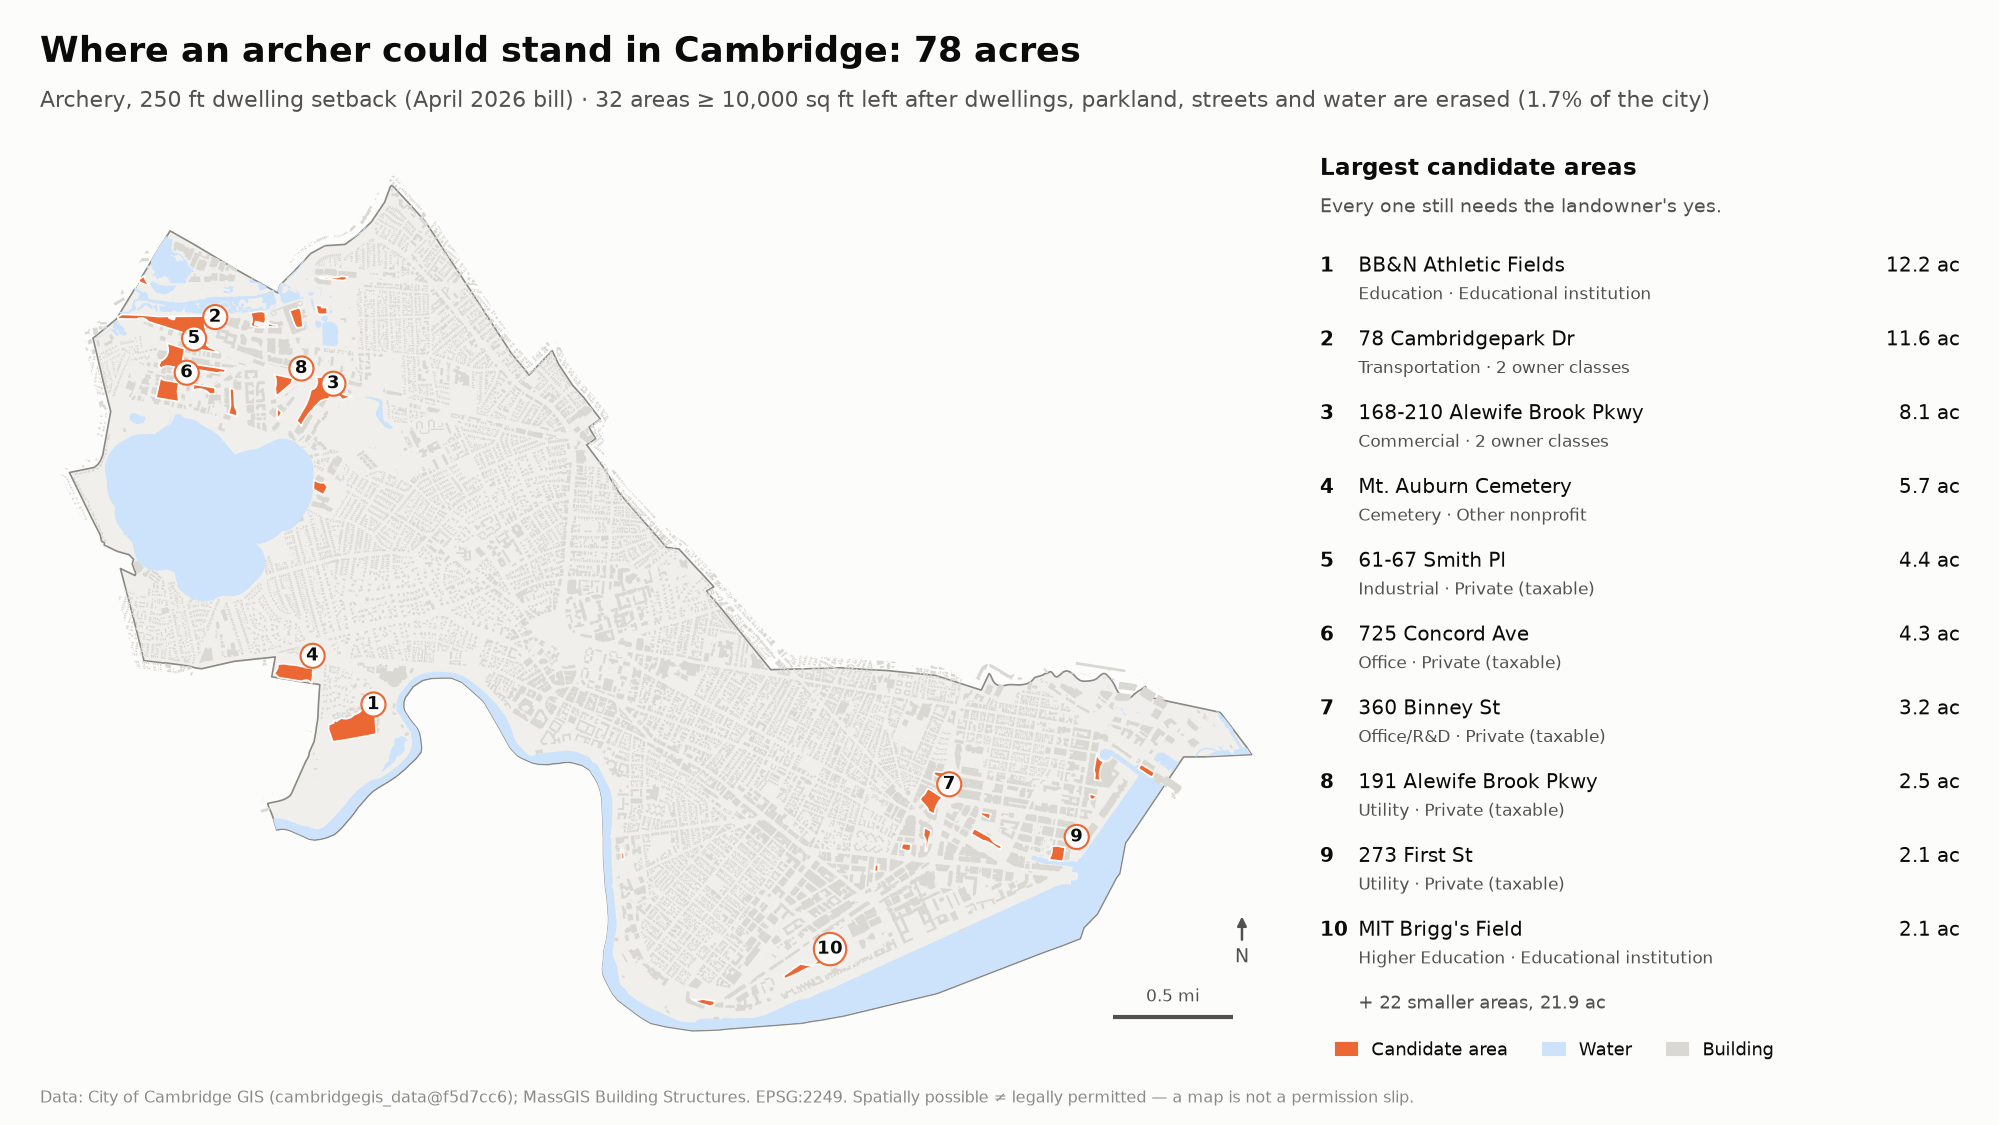 Where an archer could stand in Cambridge: 78 acres
Archery, 250 ft dwelling setback (April 2026 bill) · 32 areas ≥ 10,000 sq ft left after dwellings, parkland, streets and water are erased (1.7% of the city)
Largest candidate areas
Every one still needs the landowner's yes.
1 BB&N Athletic Fields 12.2 ac
Education · Educational institution
2 78 Cambridgepark Dr 11.6 ac
Transportation · 2 owner classes
3 168-210 Alewife Brook Pkwy 8.1 ac
Commercial · 2 owner classes
4 Mt. Auburn Cemetery 5.7 ac
Cemetery · Other nonprofit
5 61-67 Smith Pl 4.4 ac
Industrial · Private (taxable)
6 725 Concord Ave 4.3 ac
Office · Private (taxable)
7 360 Binney St 3.2 ac
Office/R&D · Private (taxable)
8 191 Alewife Brook Pkwy 2.5 ac
Utility · Private (taxable)
9 273 First St 2.1 ac
Utility · Private (taxable)
10 MIT Brigg's Field 2.1 ac
Higher Education · Educational institution
+ 22 smaller areas, 21.9 ac
Candidate area
Water
Building
2
5
6
8
3
4
1
7
9
10
N
0.5 mi
Data: City of Cambridge GIS (cambridgegis_data@f5d7cc6); MassGIS Building Structures. EPSG:2249. Spatially possible ≠ legally permitted — a map is not a permission slip.